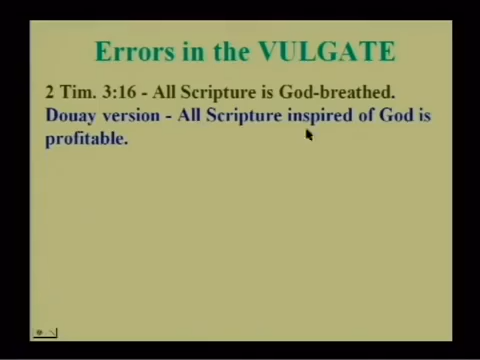 Errors in the VULGATE
2 Tim. 3:16 - All Scripture is God-breathed.
Douay version - All Scripture inspired of God is
profitable.